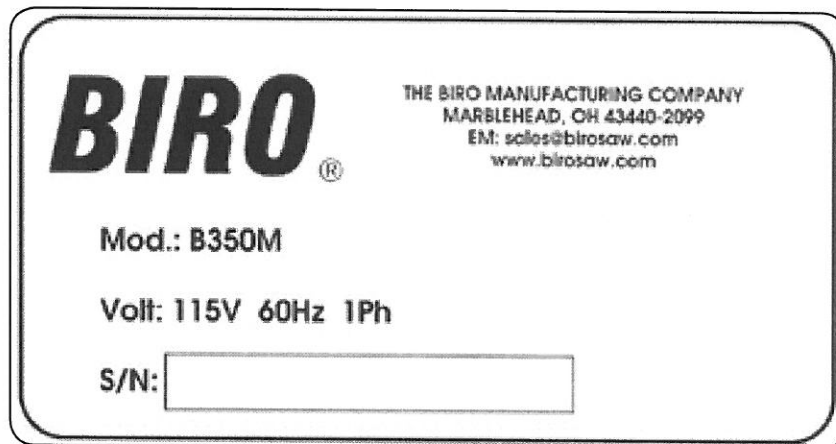 BIRO®
THE BIRO MANUFACTURING COMPANY
MARBLEHEAD, OH 43440-2099
EM: sales@birosaw.com
www.birosaw.com
Mod.: B350M
Volt: 115V 60Hz 1Ph
S/N: